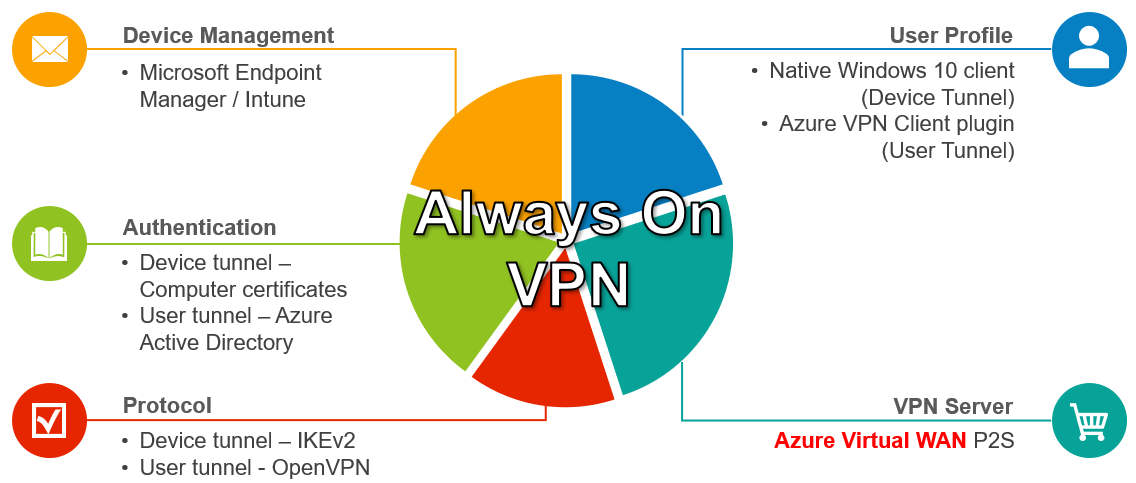 Device Management
• Microsoft Endpoint
Manager / Intune
User Profile
• Native Windows 10 client
(Device Tunnel)
• Azure VPN Client plugin
(User Tunnel)
Always On
VPN
Authentication
• Device tunnel –
Computer certificates
• User tunnel – Azure
Active Directory
Protocol
• Device tunnel – IKEv2
• User tunnel - OpenVPN
VPN Server
Azure Virtual WAN P2S